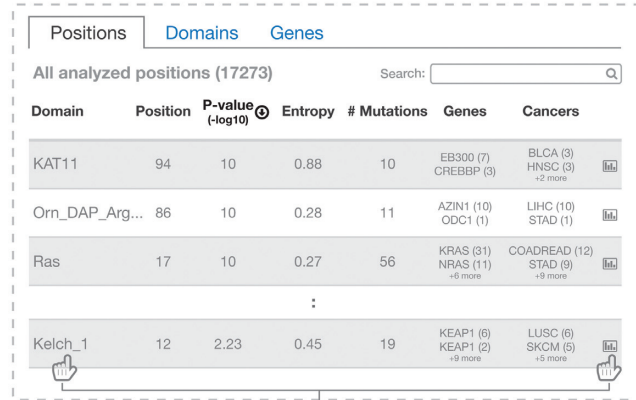 Positions Domains Genes
All analyzed positions (17273) Search:
Domain Position P-value (-log10) Entropy # Mutations Genes Cancers
KAT11 94 10 0.88 10 EB300 (7) CREBBP (3) BLCA (3) HNSC (3) +2 more
Orn_DAP_Arg... 86 10 0.28 11 AZIN1 (10) ODC1 (1) LIHC (10) STAD (1)
Ras 17 10 0.27 56 KRAS (31) NRAS (11) +6 more COADREAD (12) STAD (9) +9 more
:
Kelch_1 12 2.23 0.45 19 KEAP1 (6) KEAP1 (2) +9 more LUSC (6) SKCM (5) +5 more